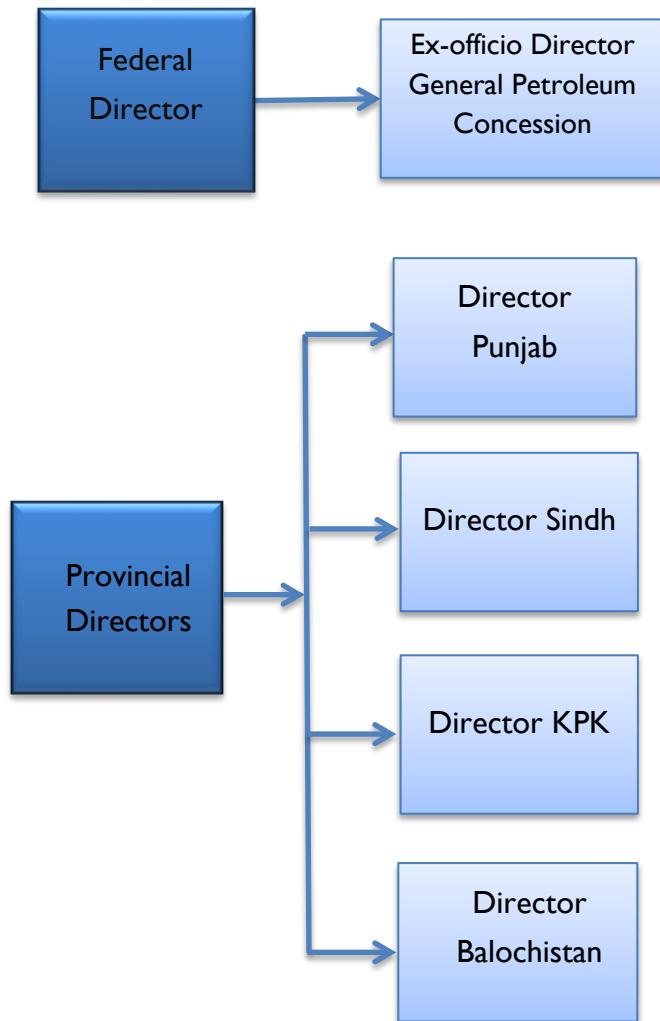 Federal
Director
Ex-officio Director
General Petroleum
Concession
Director
Punjab
Director Sindh
Provincial
Directors
Director KPK
Director
Balochistan